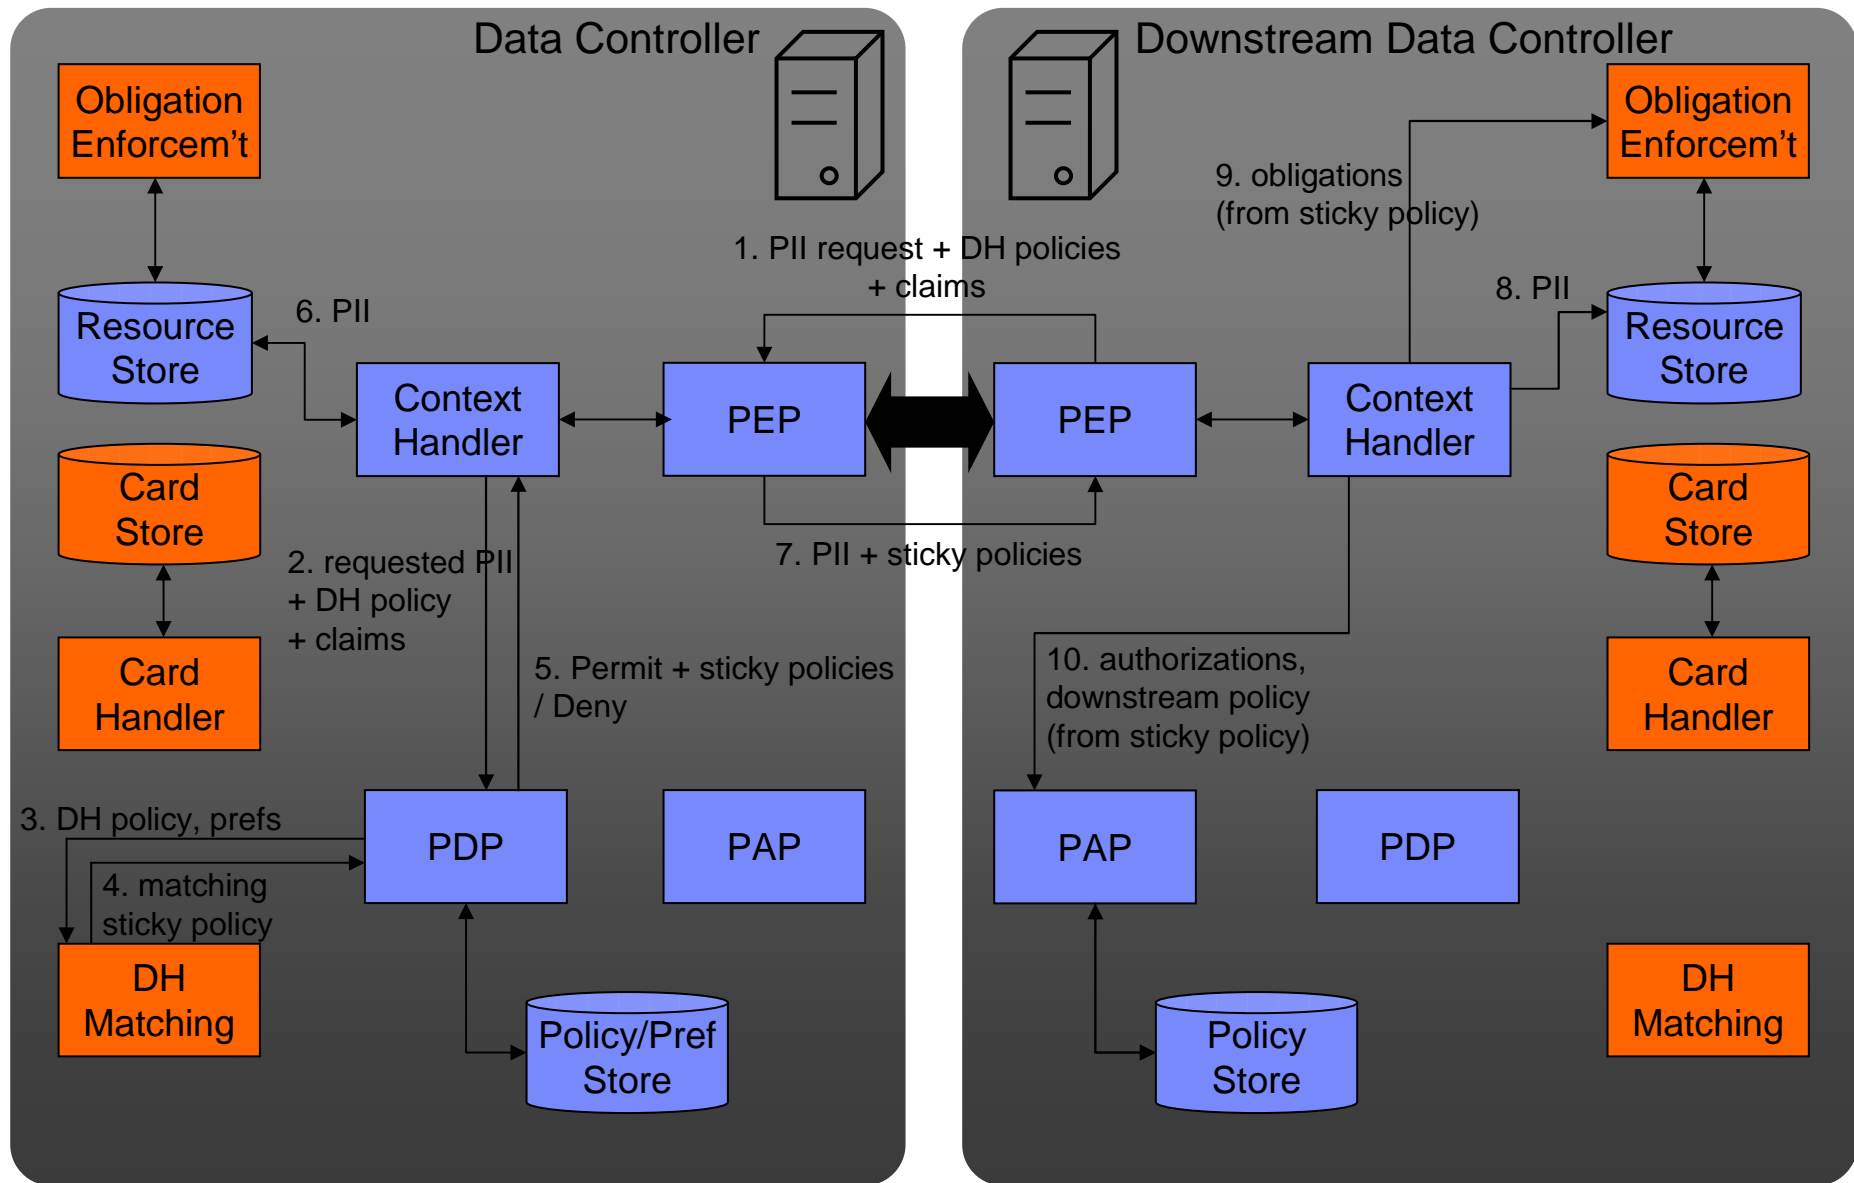 Data Controller
Obligation
Enforcem't
6. PII
Resource
Store
Context
Handler
PEP
Card
Store
2. requested PII
+ DH policy
+ claims
Card
Handler
5. Permit + sticky policies
/ Deny
3. DH policy, prefs
PDP
PAP
4. matching
sticky policy
DH
Matching
Policy/Pref
Store
1. PII request + DH policies
+ claims
7. PII + sticky policies
Downstream Data Controller
Obligation
Enforcem't
9. obligations
(from sticky policy)
8. PII
Resource
Store
PEP
Context
Handler
Card
Store
10. authorizations,
downstream policy
(from sticky policy)
Card
Handler
PAP
PDP
DH
Matching
Policy
Store